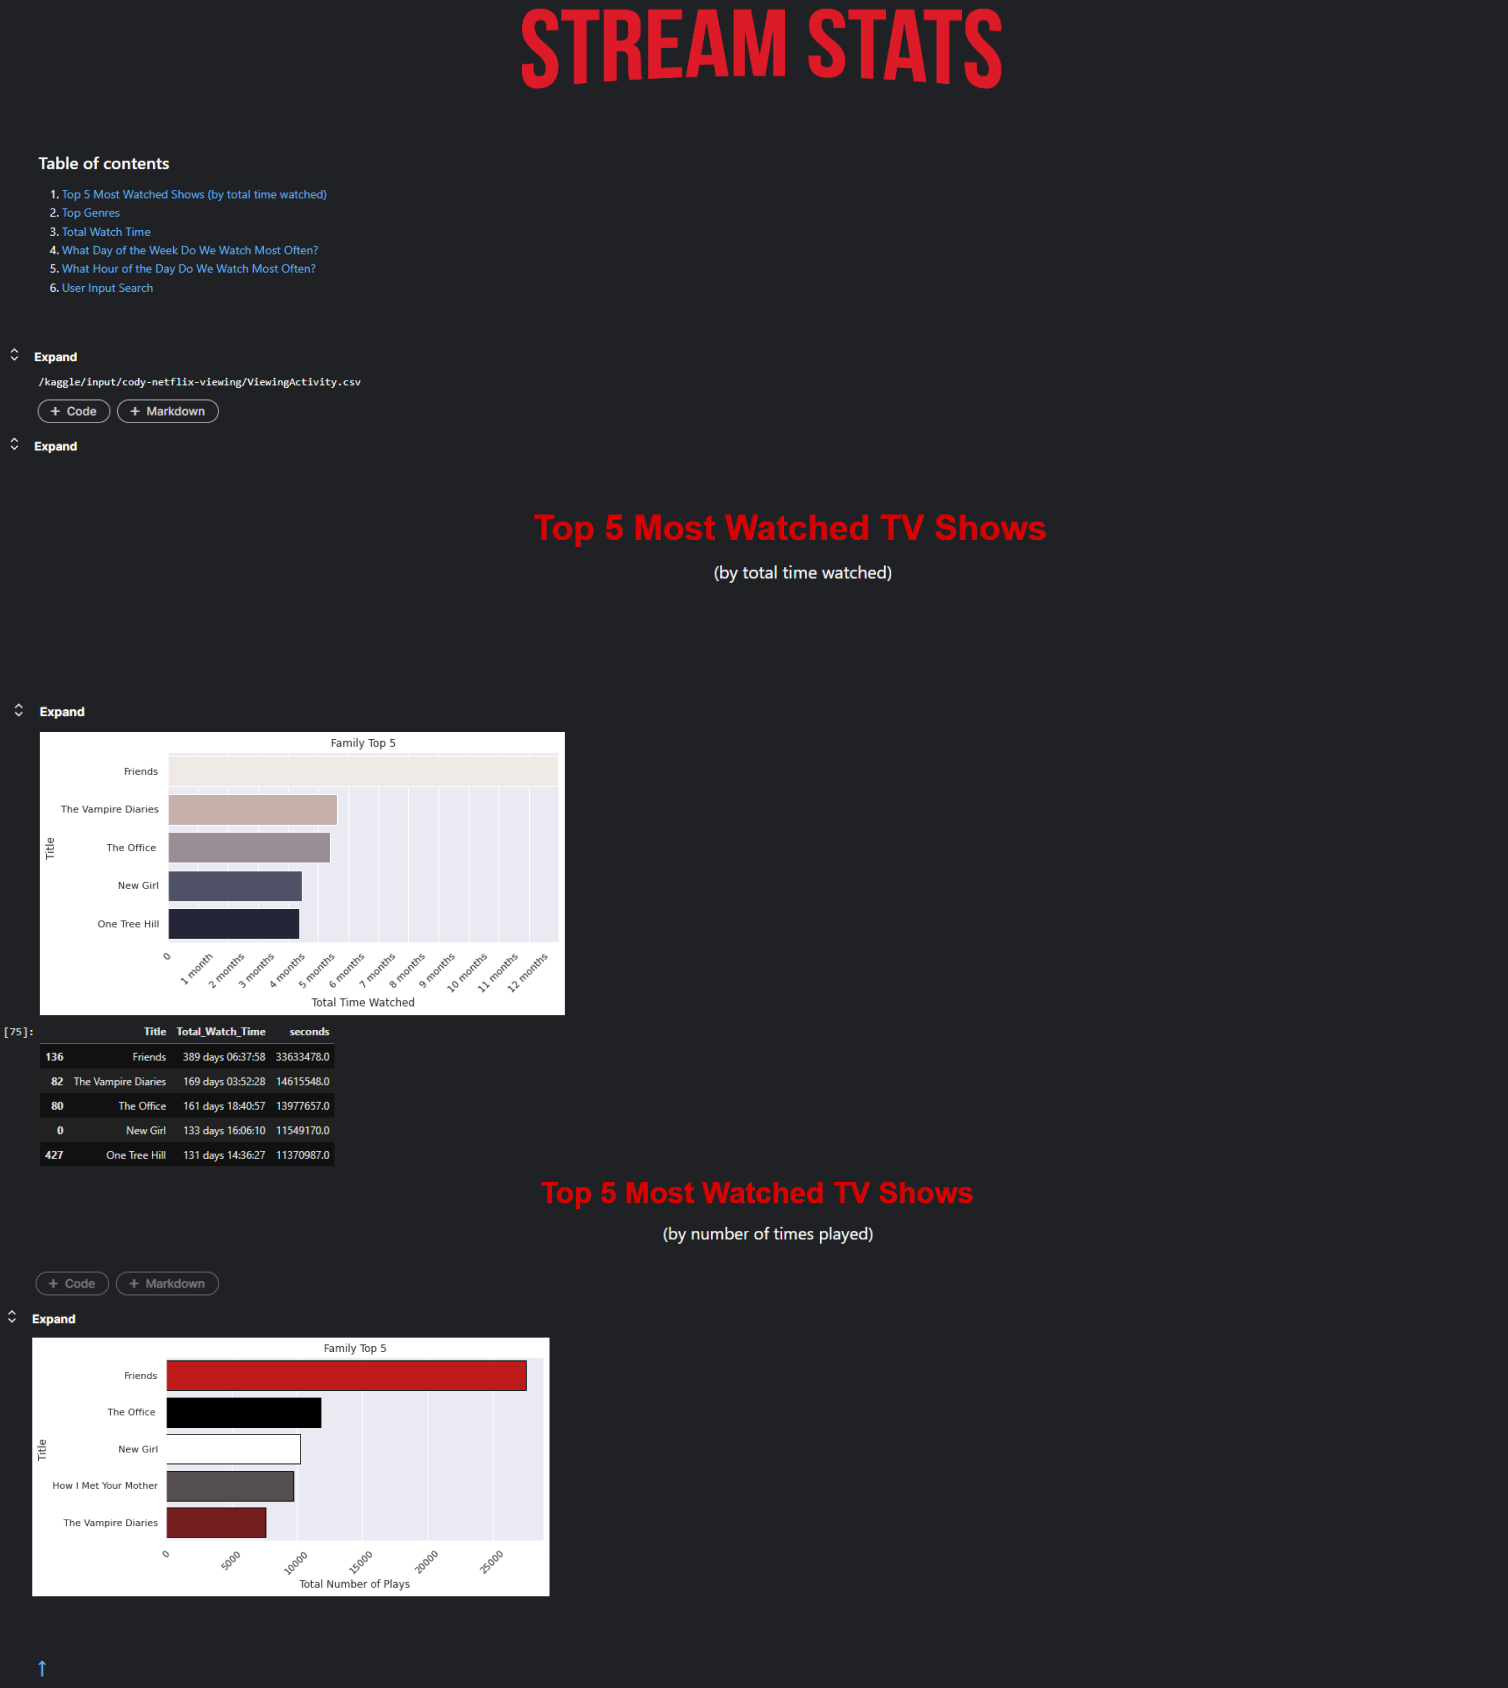 STREAM STATS
Table of contents
1. Top 5 Most Watched Shows (by total time watched)
2. Top Genres
3. Total Watch Time
4. What Day of the Week Do We Watch Most Often?
5. What Hour of the Day Do We Watch Most Often?
6. User Input Search
Expand
/kaggle/input/cody-netflix-viewing/ViewingActivity.csv
+ Code + Markdown
Expand
Top 5 Most Watched TV Shows
(by total time watched)
Expand
Family Top 5
Title
Friends
The Vampire Diaries
The Office
New Girl
One Tree Hill
0 1 month 2 months 3 months 4 months 5 months 6 months 7 months 8 months 9 months 10 months 11 months 12 months
Total Time Watched
[75]:
Title Total_Watch_Time seconds
136 Friends 389 days 06:37:58 33633478.0
82 The Vampire Diaries 169 days 03:52:28 14615548.0
80 The Office 161 days 18:40:57 13977657.0
0 New Girl 133 days 16:06:10 11549170.0
427 One Tree Hill 131 days 14:36:27 11370987.0
Top 5 Most Watched TV Shows
(by number of times played)
+ Code + Markdown
Expand
Family Top 5
Title
Friends
The Office
New Girl
How I Met Your Mother
The Vampire Diaries
0 5000 10000 15000 20000 25000
Total Number of Plays
↑